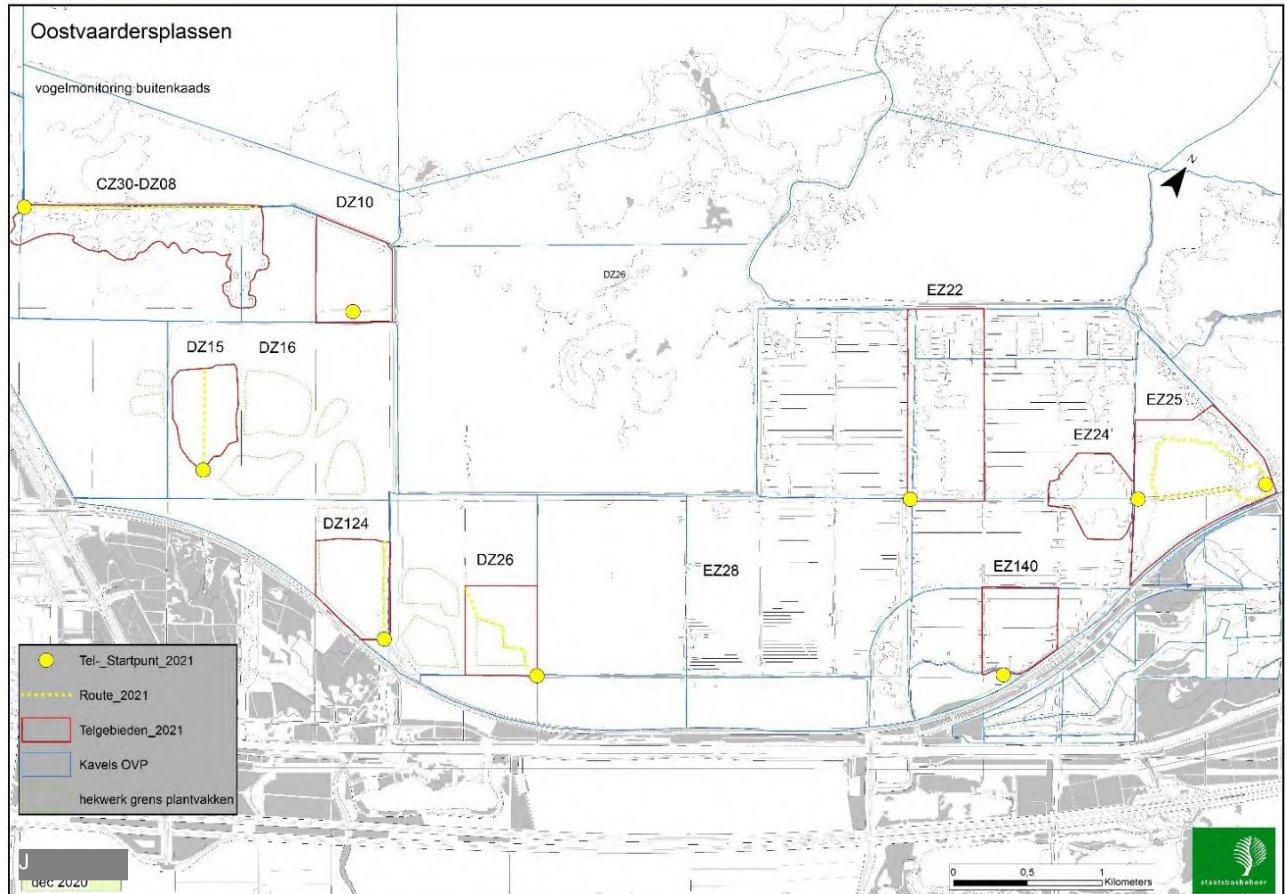 Oostvaardersplassen
vogelmonitoring buitenkaads
N
CZ30-DZ08
DZ10
DZ26
EZ22
DZ15
DZ16
EZ25
EZ24
DZ124
DZ26
EZ28
EZ140
Tel-_Startpunt_2021
Route_2021
Telgebieden_2021
Kavels OVP
hekwerk grens plantvakken
J
dec 2020
0 0,5 1
Kilometers
staatsbosbeheer